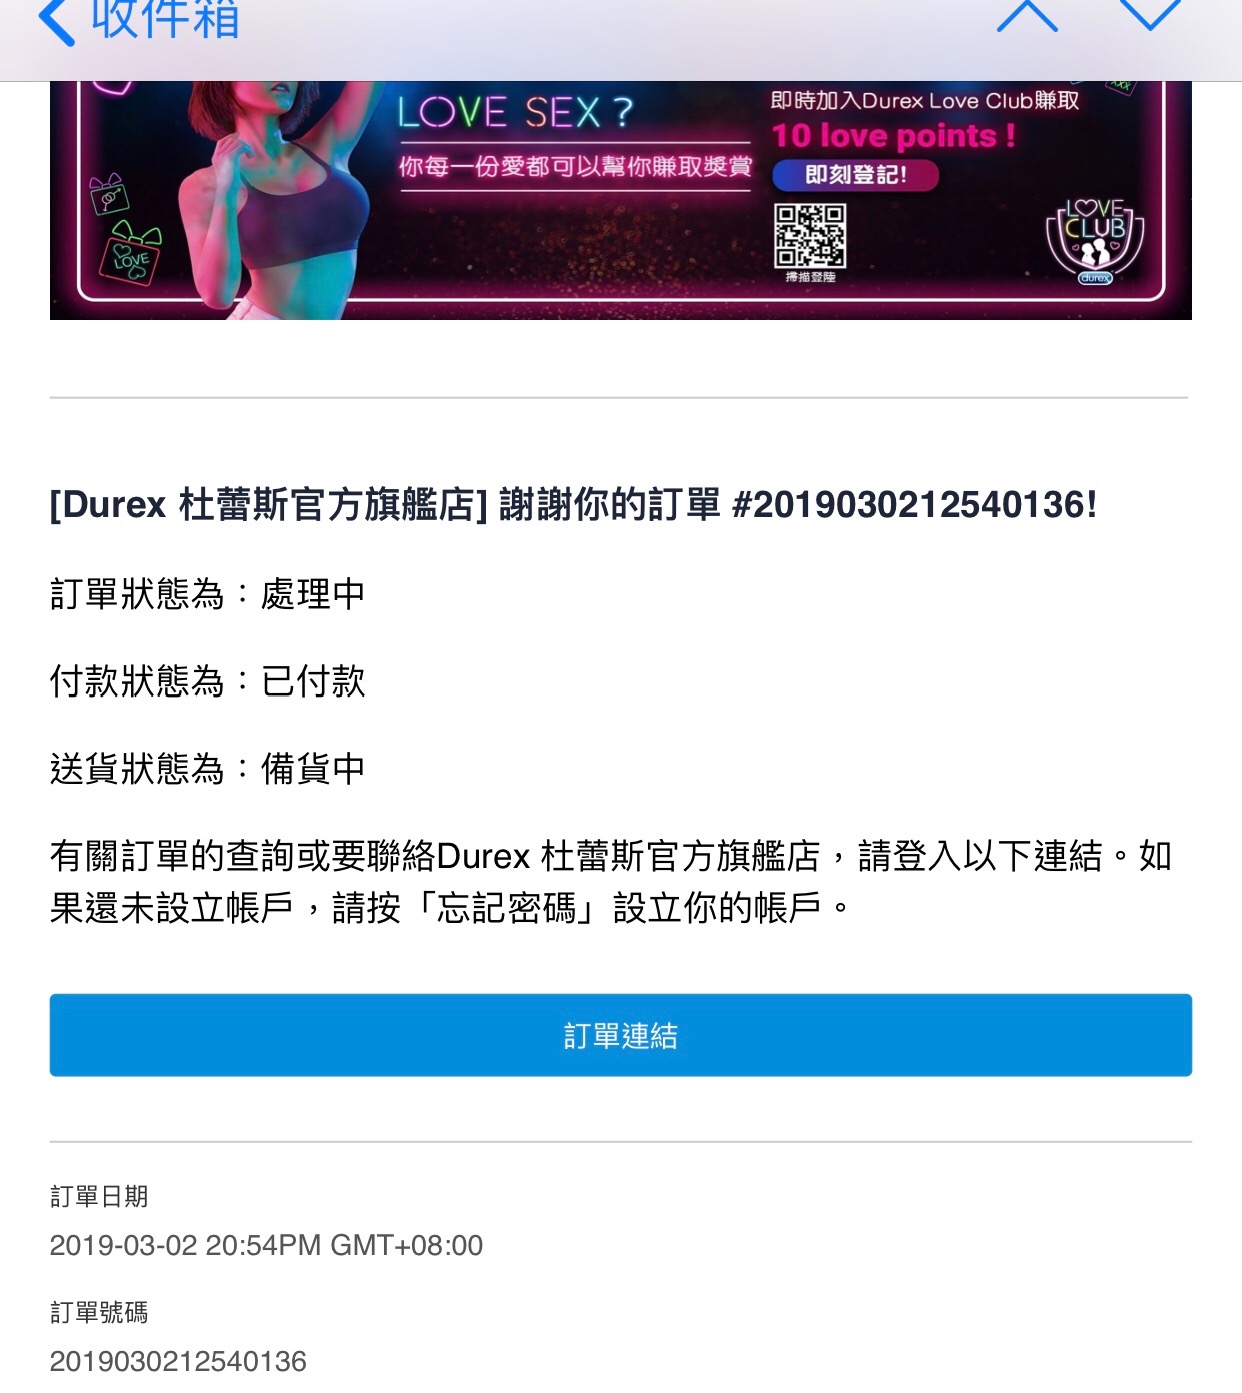 收件箱
LOVE SEX?
你每一份愛都可以幫你賺取獎賞
即時加入Durex Love Club賺取
10 love points !
即刻登記!
掃描登陸
LOVE
CLUB
durex
LOVE
[Durex 杜蕾斯官方旗艦店] 謝謝你的訂單 #2019030212540136!
訂單狀態為：處理中
付款狀態為：已付款
送貨狀態為：備貨中
有關訂單的查詢或要聯絡Durex 杜蕾斯官方旗艦店，請登入以下連結。如
果還未設立帳戶，請按「忘記密碼」設立你的帳戶。
訂單連結
訂單日期
2019-03-02 20:54PM GMT+08:00
訂單號碼
2019030212540136